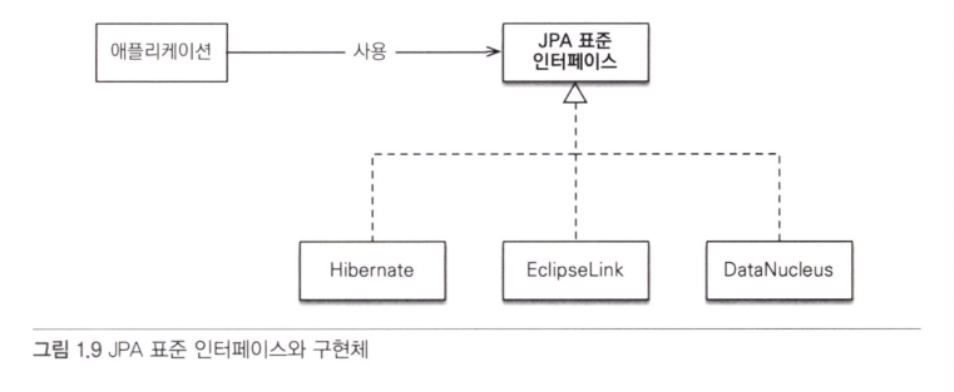 애플리케이션
사용
JPA 표준
인터페이스
Hibernate
EclipseLink
DataNucleus
그림 1.9 JPA 표준 인터페이스와 구현체